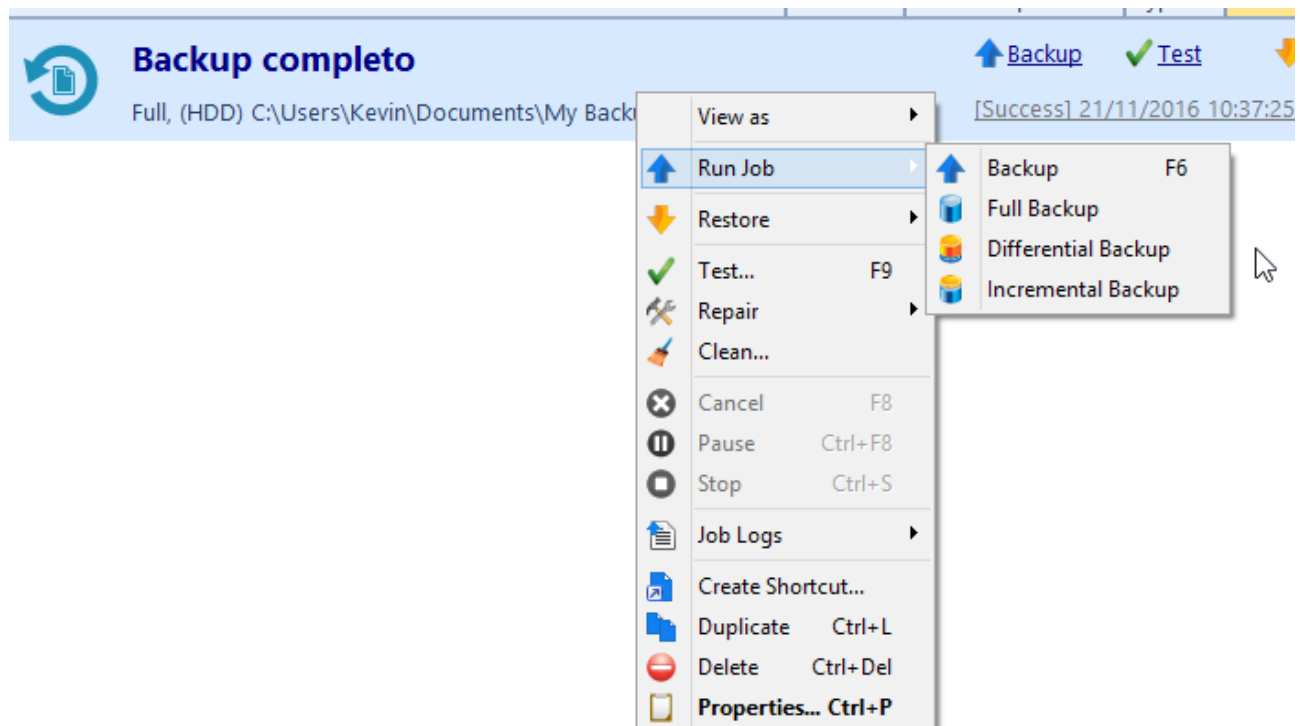 Backup completo
Backup
Test
Full, (HDD) C:\Users\Kevin\Documents\My Back
[Success] 21/11/2016 10:37:25
View as
Run Job
Backup F6
Full Backup
Differential Backup
Incremental Backup
Restore
Test... F9
Repair
Clean...
Cancel F8
Pause Ctrl+F8
Stop Ctrl+S
Job Logs
Create Shortcut...
Duplicate Ctrl+L
Delete Ctrl+Del
Properties... Ctrl+P